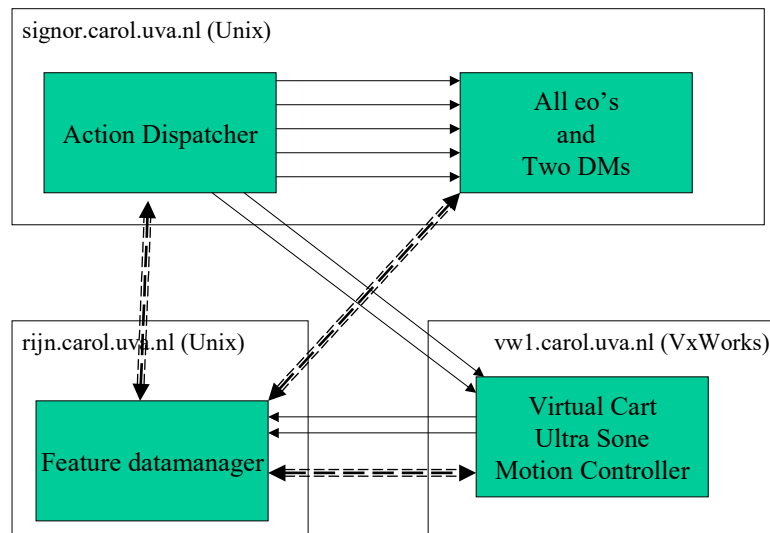 signor.carol.uva.nl (Unix)
Action Dispatcher
All eo's
and
Two DMs
rijn.carol.uva.nl (Unix)
vw1.carol.uva.nl (VxWorks)
Feature datamanager
Virtual Cart
Ultra Sone
Motion Controller